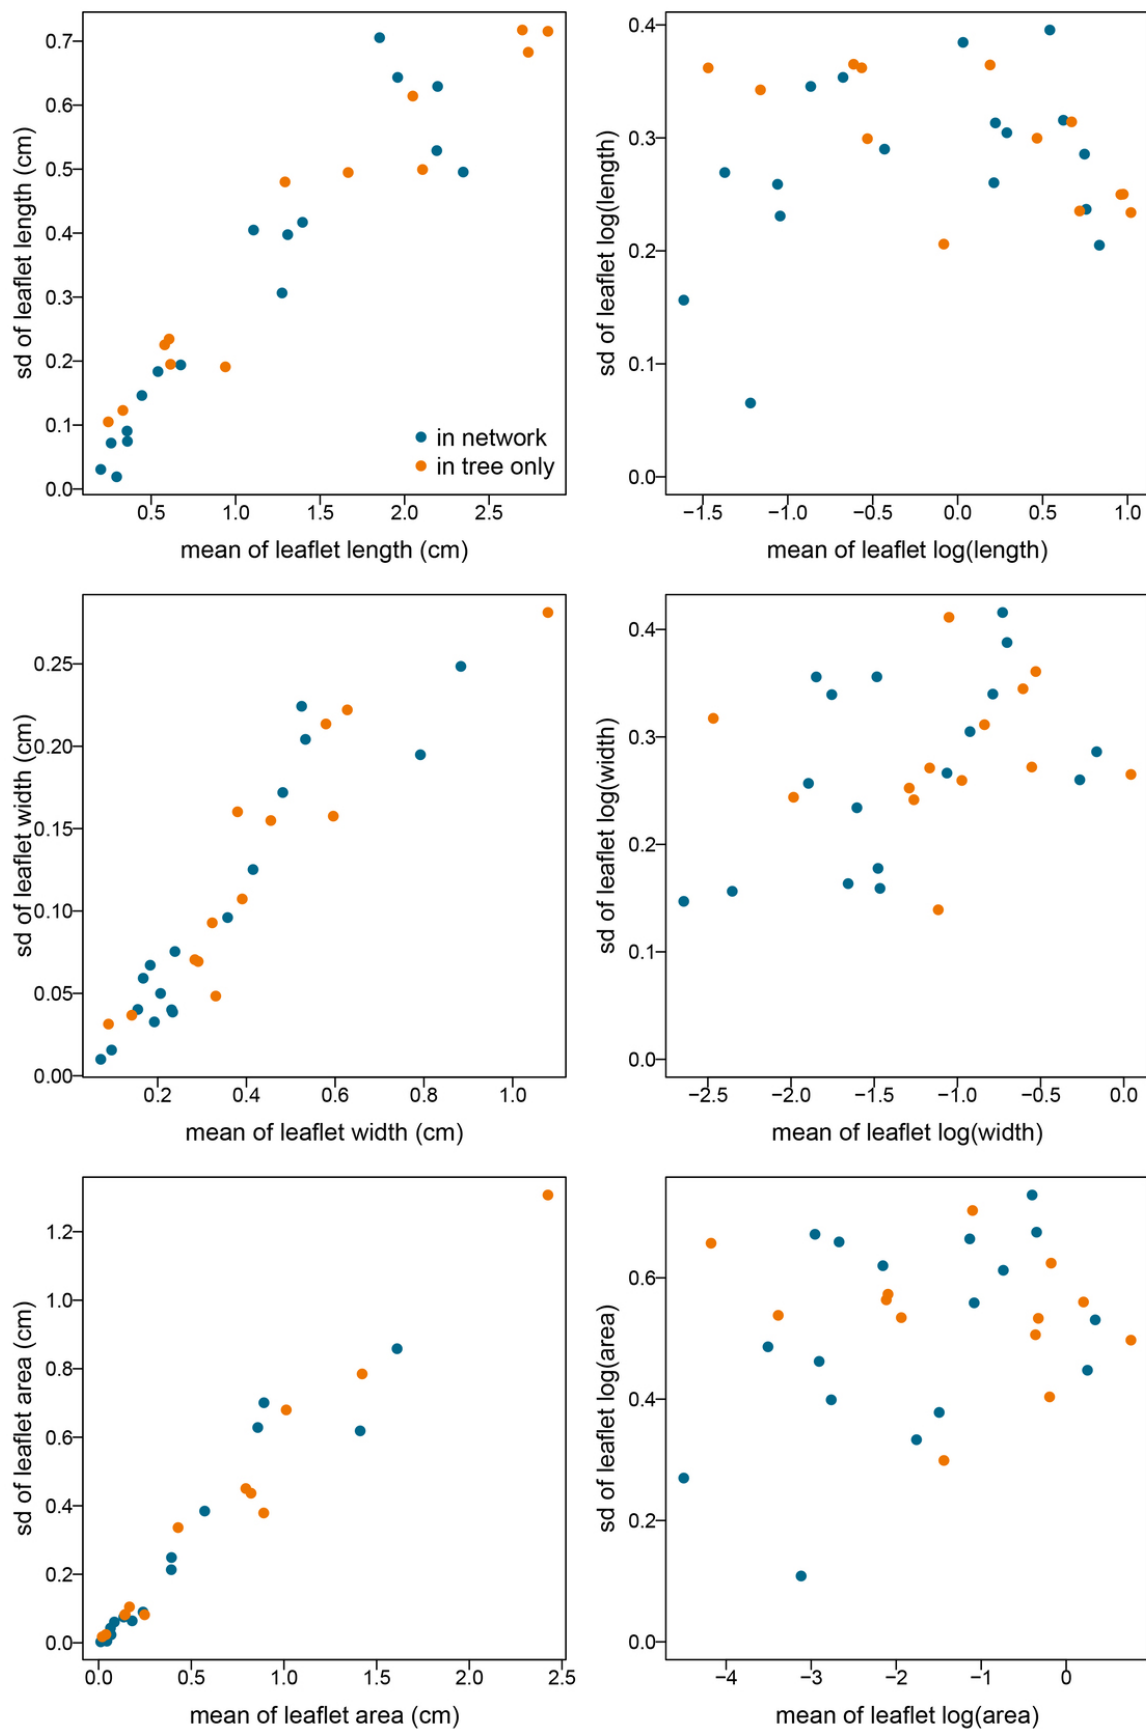 0.7
0.6
0.5
0.4
0.3
0.2
0.1
0.0
sd of leaflet length (cm)
in network
in tree only
0.5 1.0 1.5 2.0 2.5
mean of leaflet length (cm)
0.4
0.3
0.2
0.1
0.0
sd of leaflet log(length)
−1.5 −1.0 −0.5 0.0 0.5 1.0
mean of leaflet log(length)
0.25
0.20
0.15
0.10
0.05
0.00
sd of leaflet width (cm)
0.2 0.4 0.6 0.8 1.0
mean of leaflet width (cm)
0.4
0.3
0.2
0.1
0.0
sd of leaflet log(width)
−2.5 −2.0 −1.5 −1.0 −0.5 0.0
mean of leaflet log(width)
1.2
1.0
0.8
0.6
0.4
0.2
0.0
sd of leaflet area (cm)
0 0.5 1.0 1.5 2.0 2.5
mean of leaflet area (cm)
0.6
0.4
0.2
0.0
sd of leaflet log(area)
−4 −3 −2 −1 0
mean of leaflet log(area)